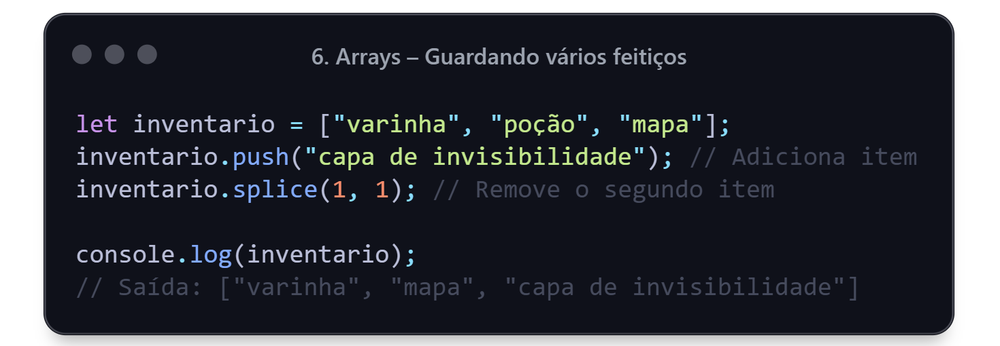 6. Arrays – Guardando vários feitiços
let inventario = ["varinha", "poção", "mapa"];
inventario.push("capa de invisibilidade"); // Adiciona item
inventario.splice(1, 1); // Remove o segundo item
console.log(inventario);
// Saída: ["varinha", "mapa", "capa de invisibilidade"]